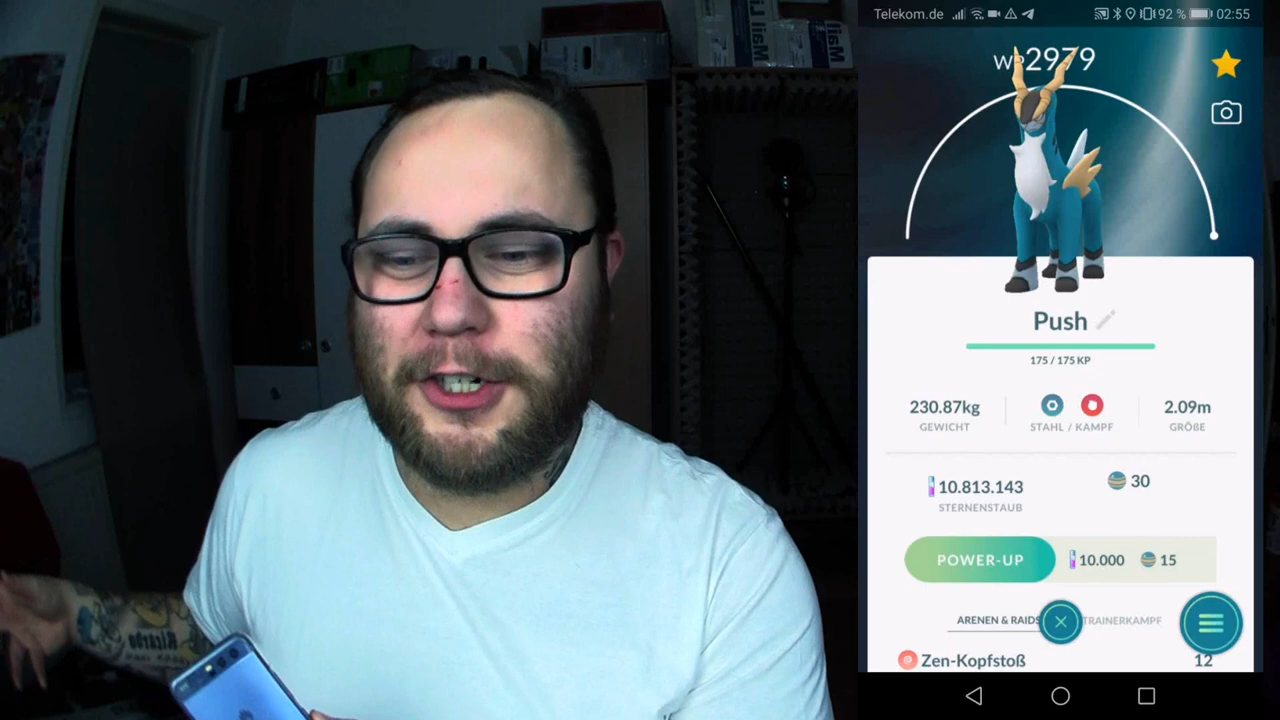 Telekom.de
92 %
02:55
WP2979
Push
175 / 175 KP
230.87kg
GEWICHT
STAHL / KAMPF
2.09m
GRÖßE
10.813.143
STERNENSTAUB
30
POWER-UP
10.000
15
ARENEN & RAIDS
TRAINERKAMPF
Zen-Kopfstoß
12
Ricardo